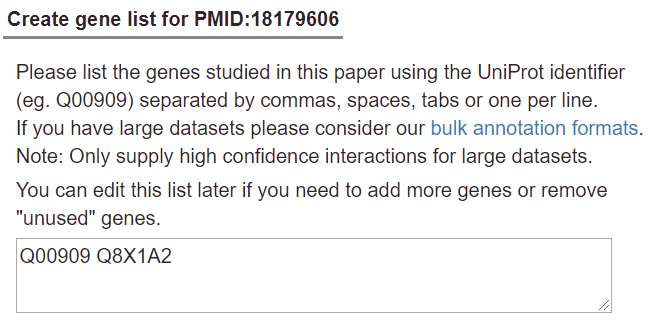 Create gene list for PMID:18179606
Please list the genes studied in this paper using the UniProt identifier
(eg. Q00909) separated by commas, spaces, tabs or one per line.
If you have large datasets please consider our bulk annotation formats.
Note: Only supply high confidence interactions for large datasets.
You can edit this list later if you need to add more genes or remove
"unused" genes.
Q00909 Q8X1A2